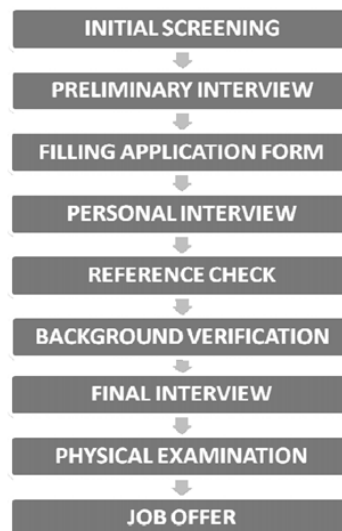 INITIAL SCREENING
PRELIMINARY INTERVIEW
FILLING APPLICATION FORM
PERSONAL INTERVIEW
REFERENCE CHECK
BACKGROUND VERIFICATION
FINAL INTERVIEW
PHYSICAL EXAMINATION
JOB OFFER